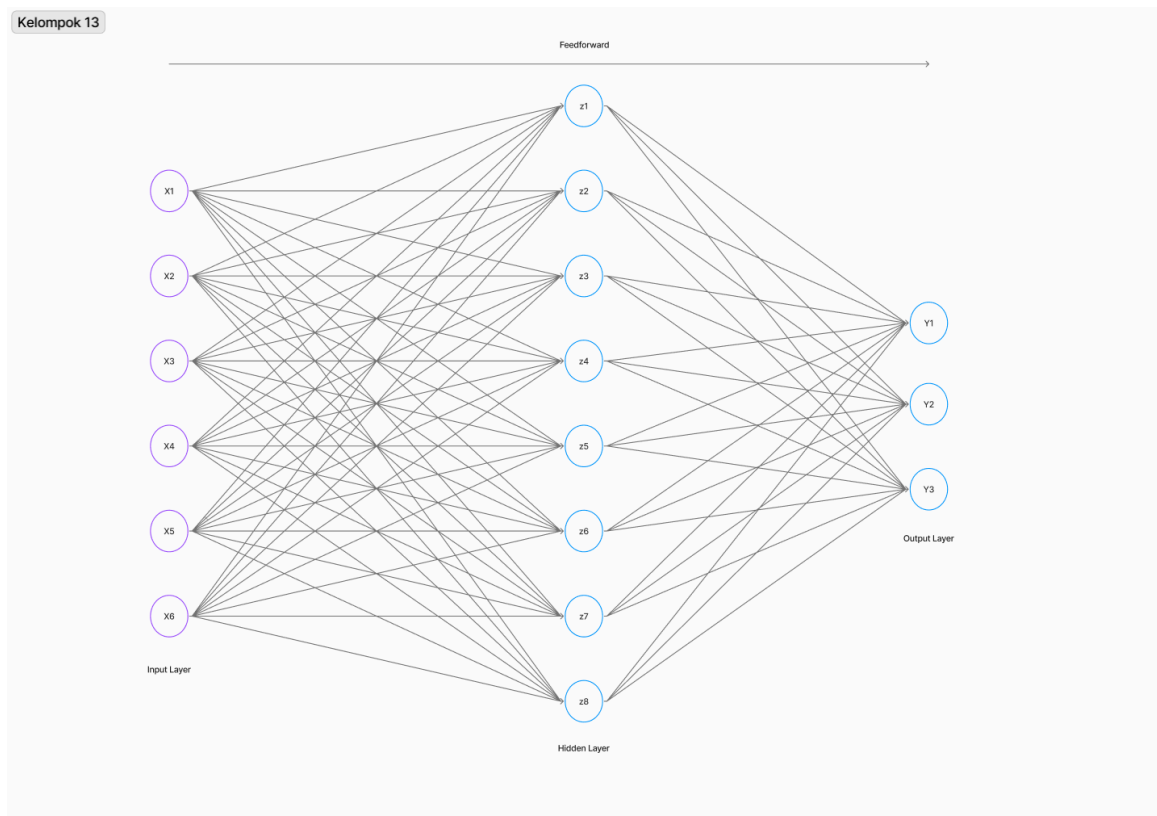 Kelompok 13
Feedforward
z1
X1
z2
X2
z3
Y1
X3
z4
Y2
X4
z5
Y3
X5
z6
Output Layer
X6
z7
Input Layer
z8
Hidden Layer